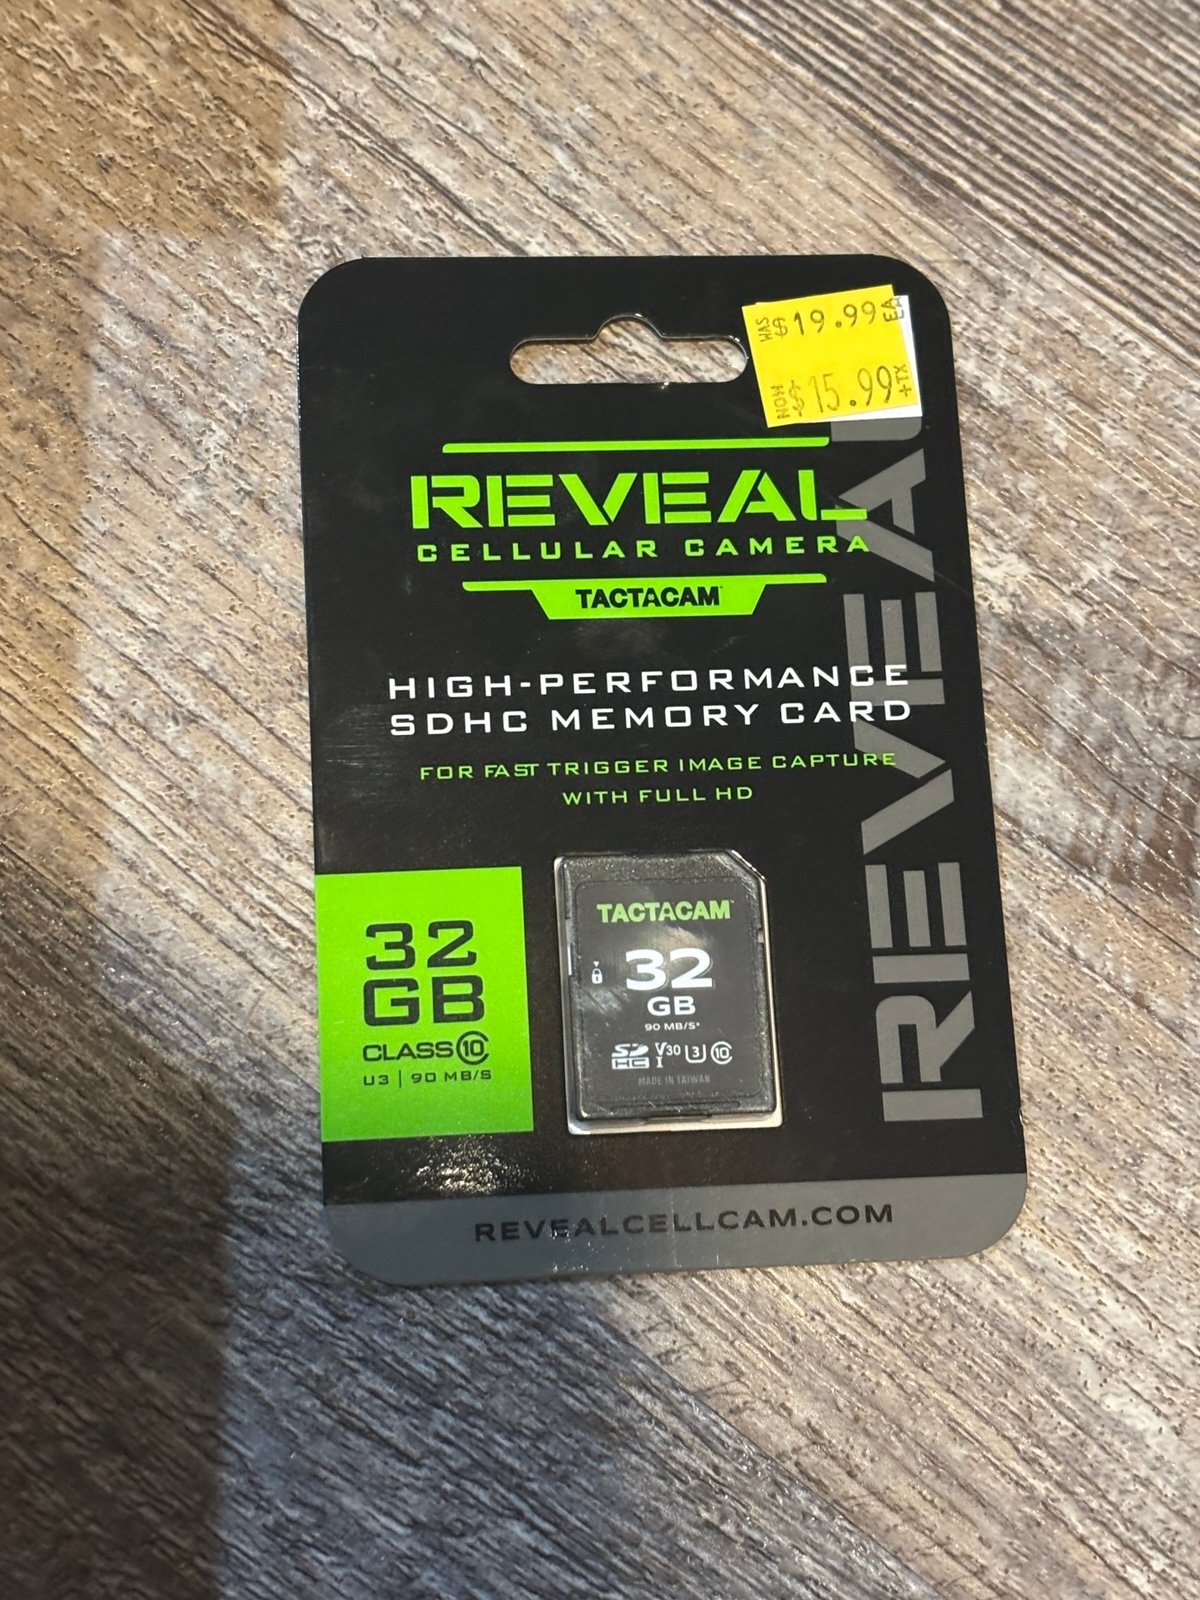 WAS $19.99 EA
NOW $15.99 +TX
REVEAL
CELLULAR CAMERA
TACTACAM
HIGH-PERFORMANCE
SDHC MEMORY CARD
FOR FAST TRIGGER IMAGE CAPTURE
WITH FULL HD
REVEAL
32
GB
CLASS 10
U3 | 90 MB/S
TACTACAM
32
GB
90 MB/S*
SDHC I V30 3 10
MADE IN TAIWAN
REVEALCELLCAM.COM